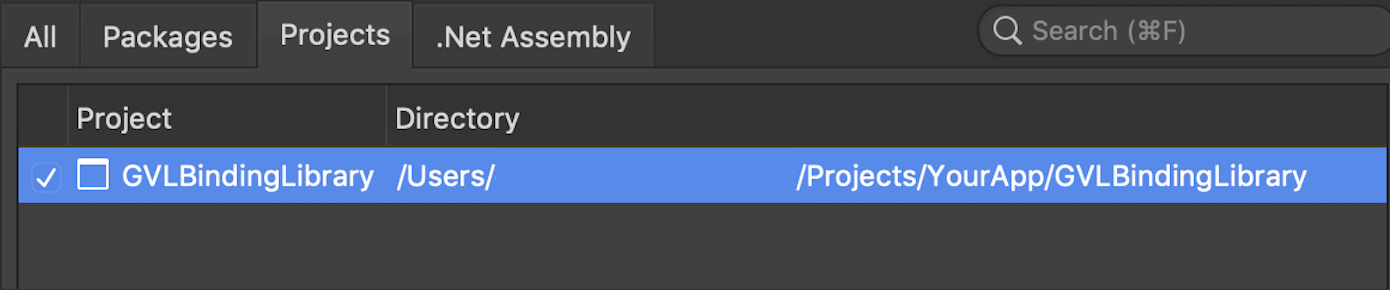 All Packages Projects .Net Assembly Search (⌘F)
Project Directory
GVLBindingLibrary /Users/ /Projects/YourApp/GVLBindingLibrary